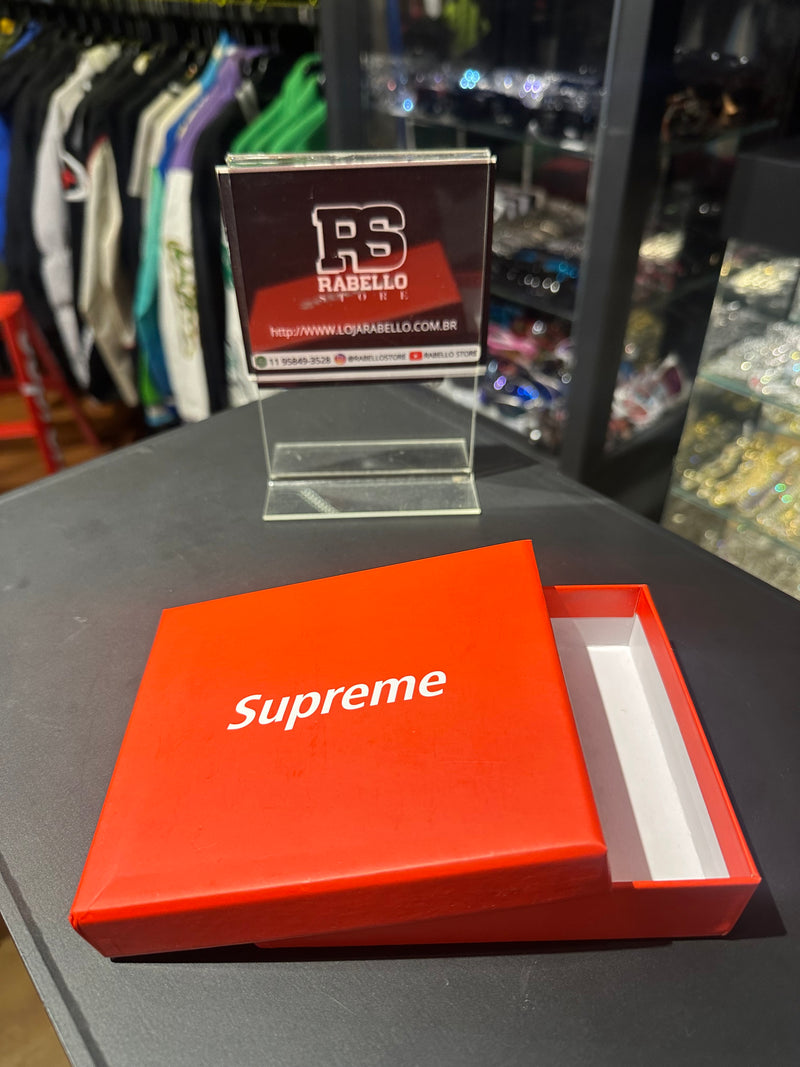 RS
RABELLO
STORE
http://WWW.LOJARABELLO.COM.BR
11 95849-3528 @RABELLOSTORE RABELLO STORE
Supreme